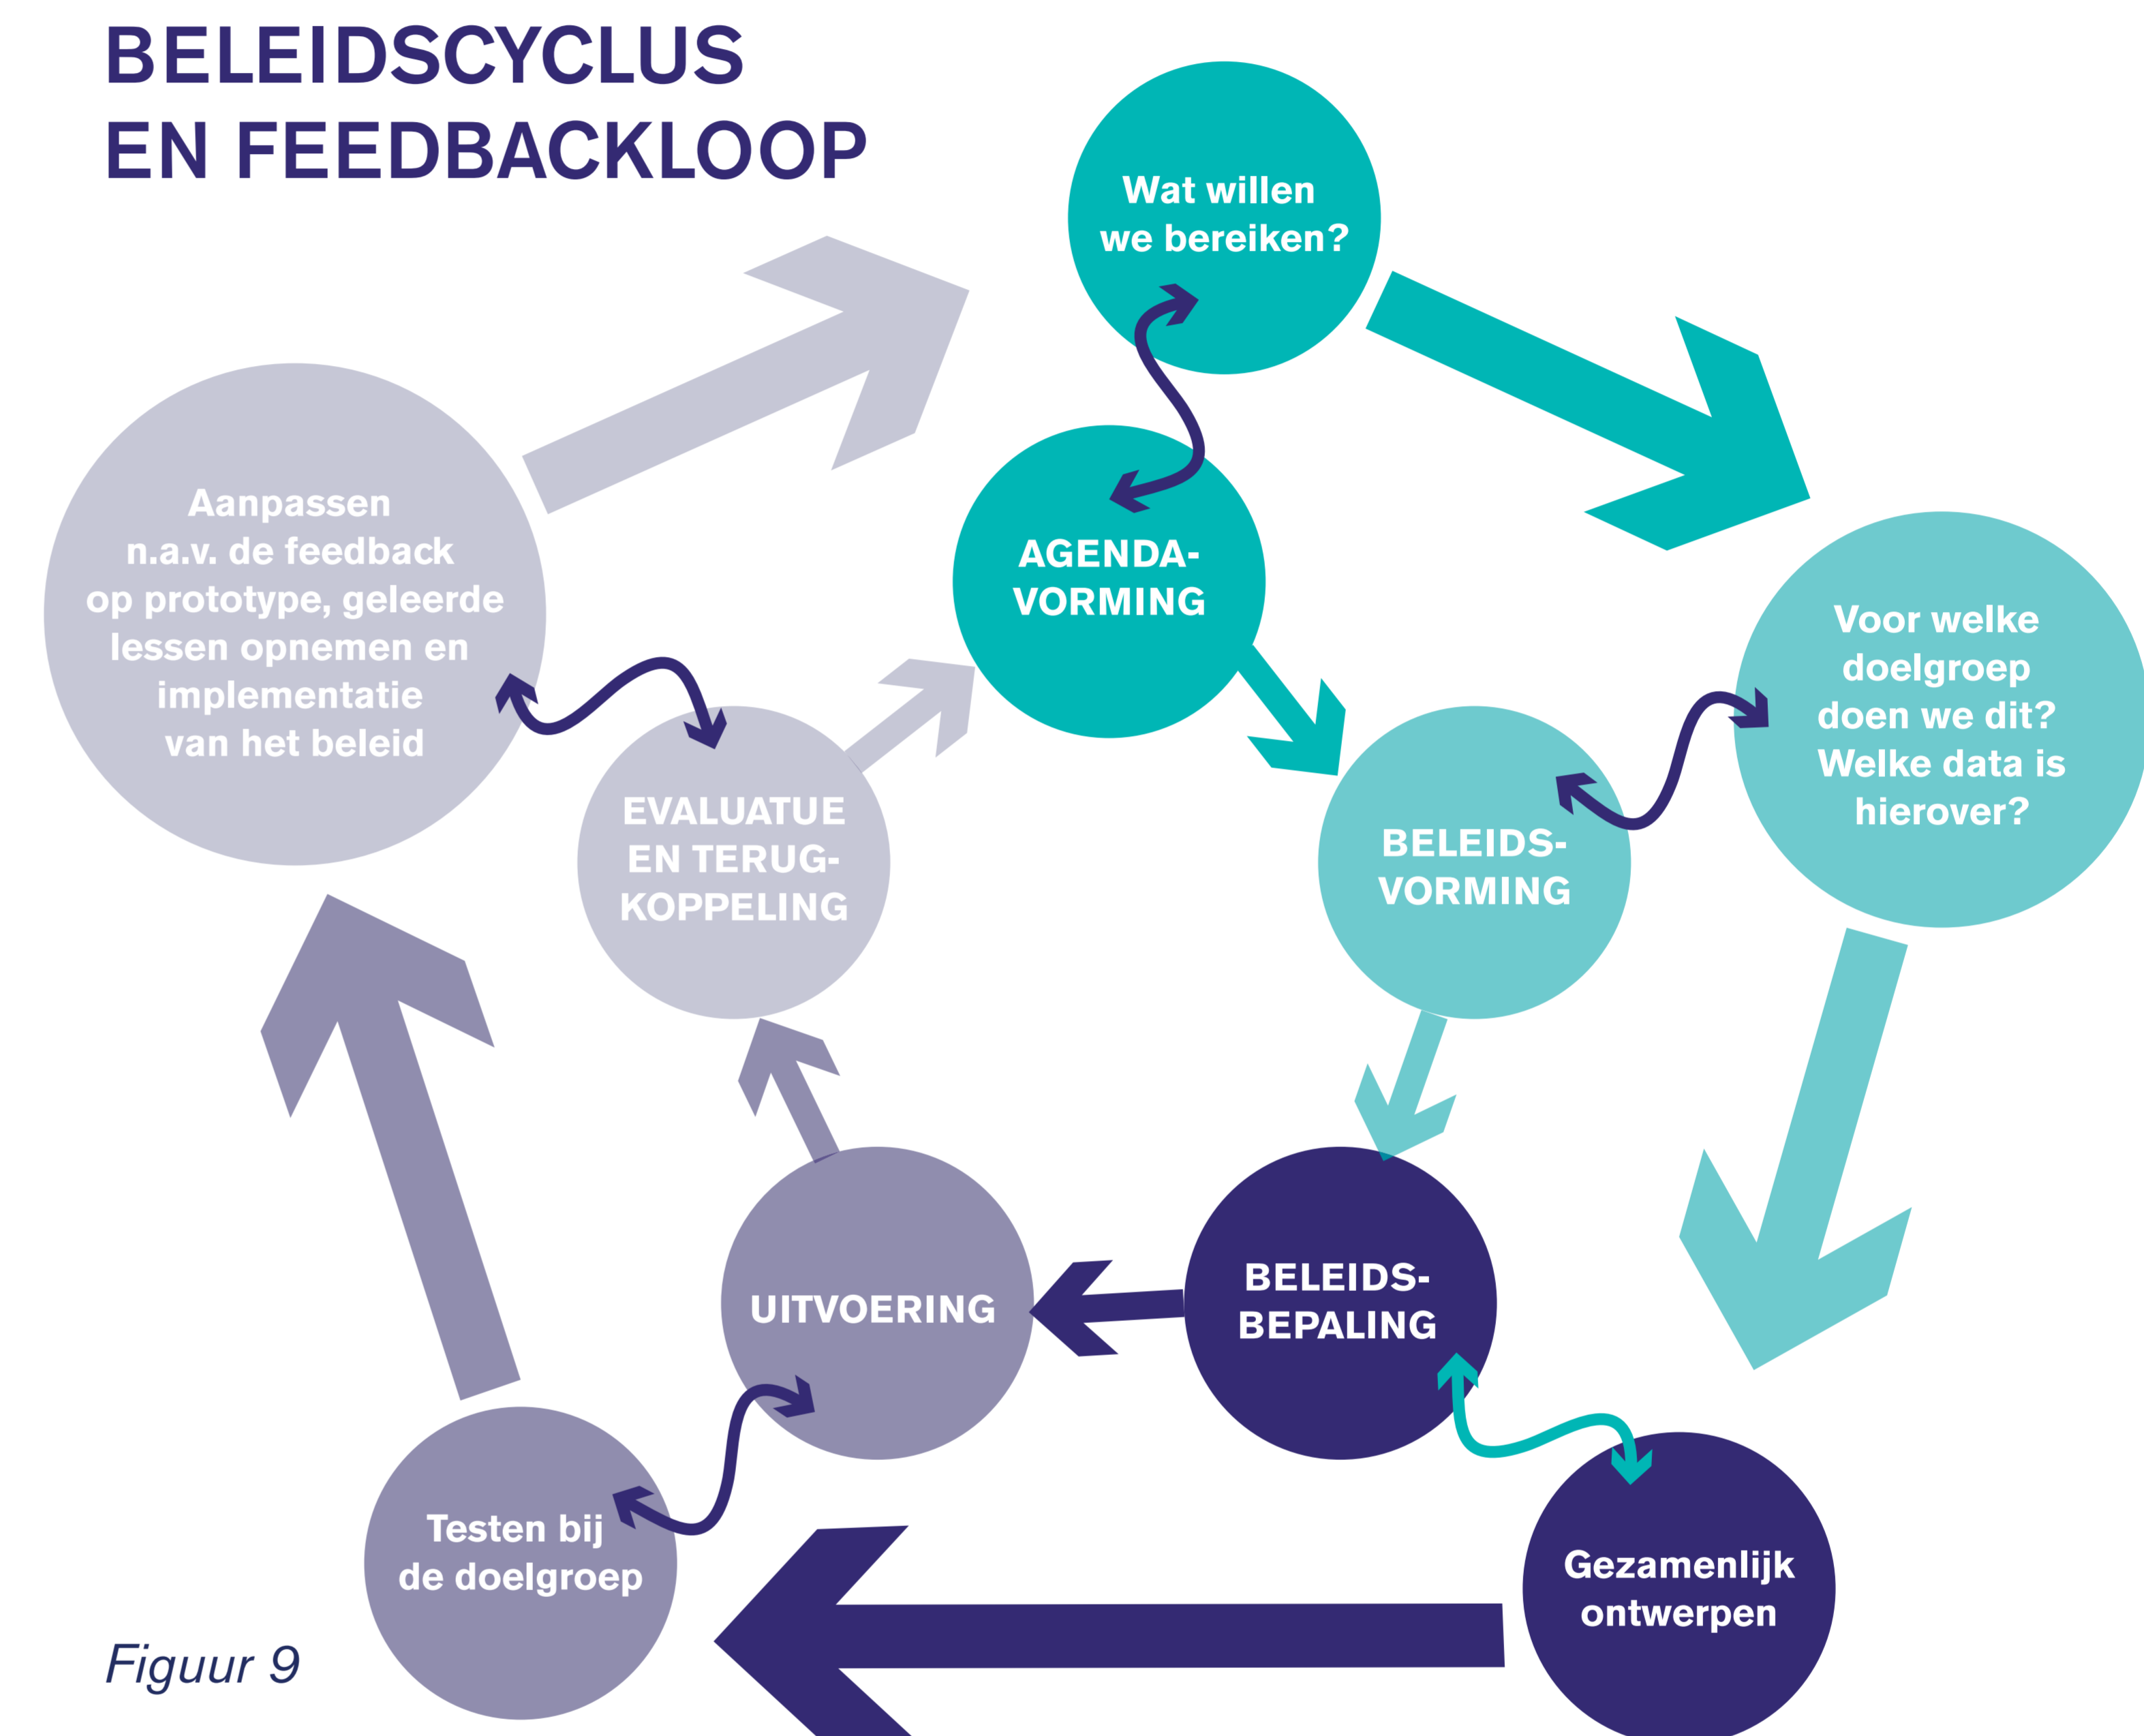 BELEIDSCYCLUS
EN FEEDBACKLOOP
Wat willen
we bereiken?
AGENDA-
VORMING
Voor welke
doelgroep
doen we dit?
Welke data is
hierover?
BELEIDS-
VORMING
BELEIDS-
BEPALING
Gezamenlijk
ontwerpen
UITVOERING
Testen bij
de doelgroep
EVALUATUE
EN TERUG-
KOPPELING
Aanpassen
n.a.v. de feedback
op prototype, geleerde
lessen opnemen en
implementatie
van het beleid
Figuur 9